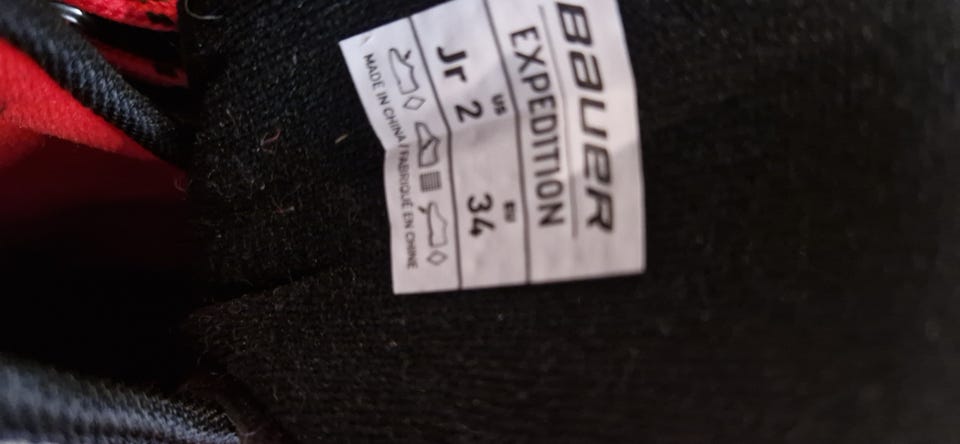 BAUER
EXPEDITION
US EU
Jr 2 34
MADE IN CHINA / FABRIQUÉ EN CHINE